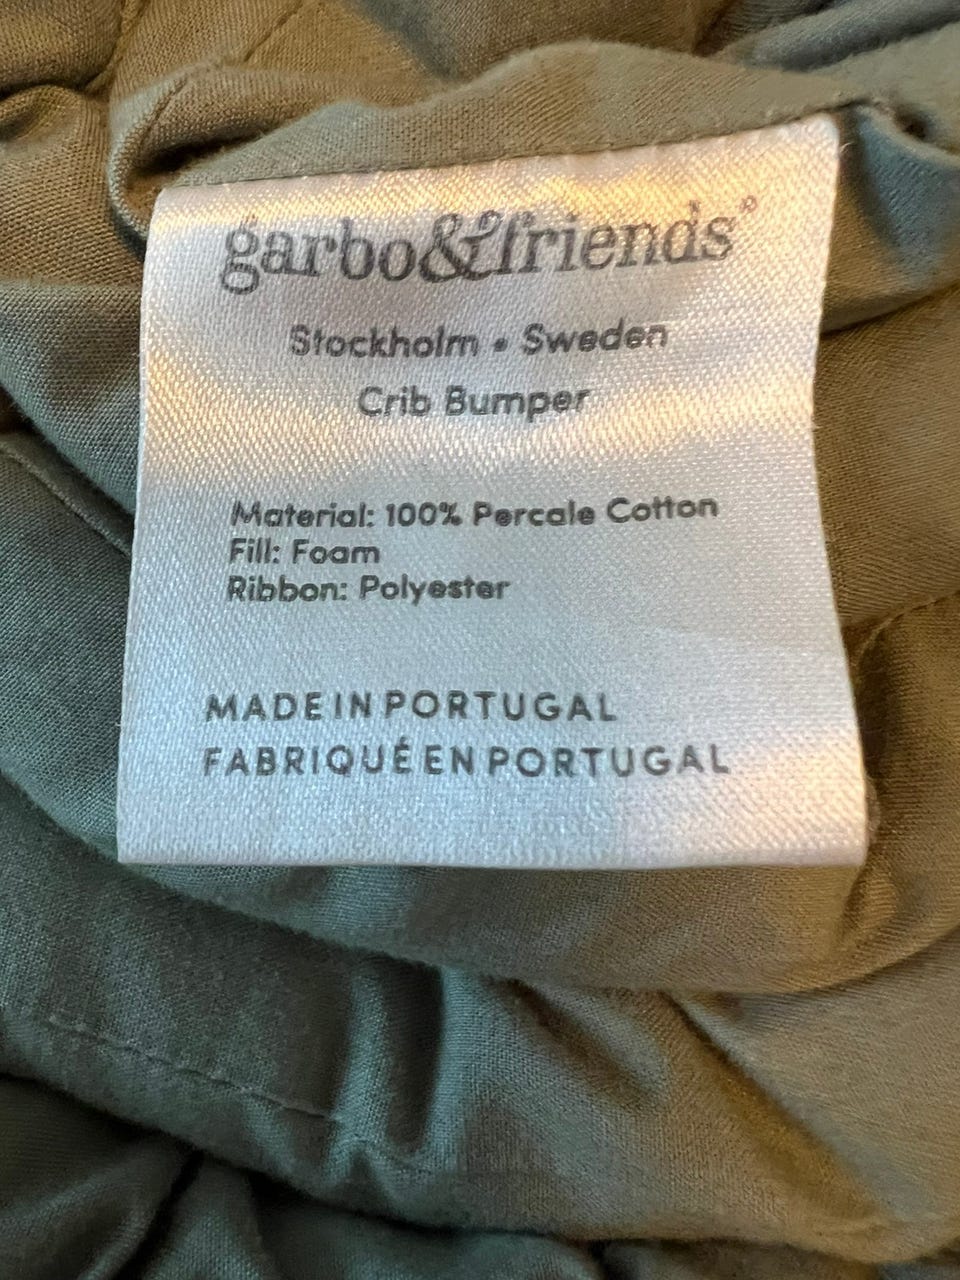 garbo&friends®
Stockholm • Sweden
Crib Bumper
Material: 100% Percale Cotton
Fill: Foam
Ribbon: Polyester
MADE IN PORTUGAL
FABRIQUÉ EN PORTUGAL